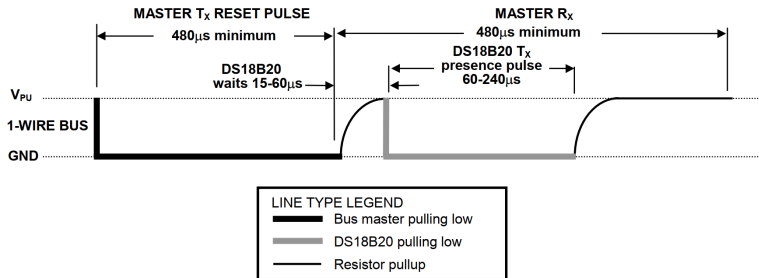 MASTER Tx RESET PULSE
480μs minimum
MASTER Rx
480μs minimum
DS18B20
waits 15-60μs
DS18B20 Tx
presence pulse
60-240μs
VPU
1-WIRE BUS
GND
LINE TYPE LEGEND
Bus master pulling low
DS18B20 pulling low
Resistor pullup